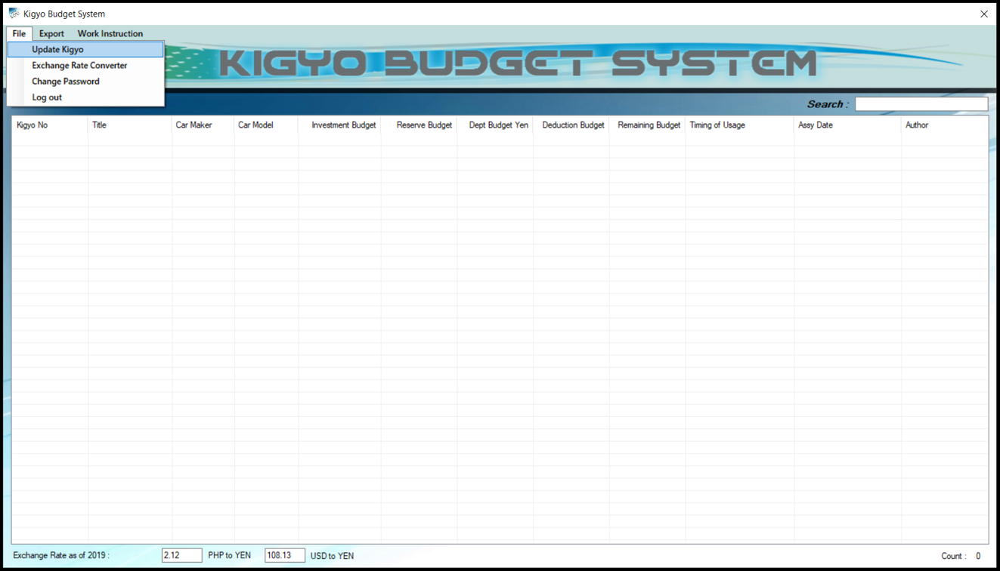 Kigyo Budget System
File Export Work Instruction
Update Kigyo
Exchange Rate Converter
Change Password
Log out
KIGYO BUDGET SYSTEM
Search :
Kigyo No Title Car Maker Car Model Investment Budget Reserve Budget Dept Budget Yen Deduction Budget Remaining Budget Timing of Usage Assy Date Author
Exchange Rate as of 2019 : 2.12 PHP to YEN 108.13 USD to YEN Count : 0